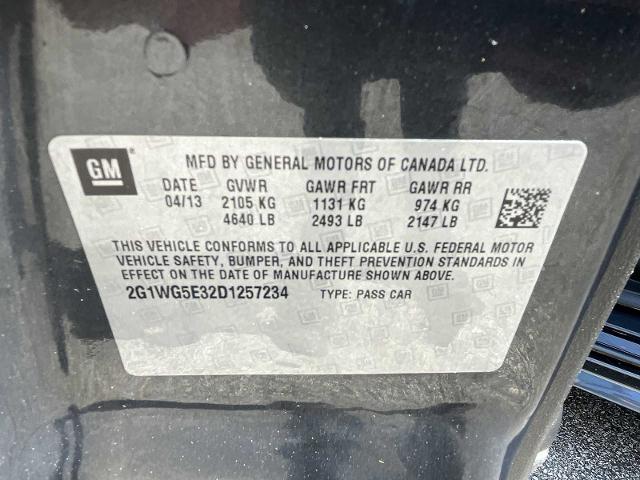 GM ® MFD BY GENERAL MOTORS OF CANADA LTD.
DATE GVWR GAWR FRT GAWR RR
04/13 2105 KG 1131 KG 974 KG
4640 LB 2493 LB 2147 LB
THIS VEHICLE CONFORMS TO ALL APPLICABLE U.S. FEDERAL MOTOR
VEHICLE SAFETY, BUMPER, AND THEFT PREVENTION STANDARDS IN
EFFECT ON THE DATE OF MANUFACTURE SHOWN ABOVE.
2G1WG5E32D1257234 TYPE: PASS CAR